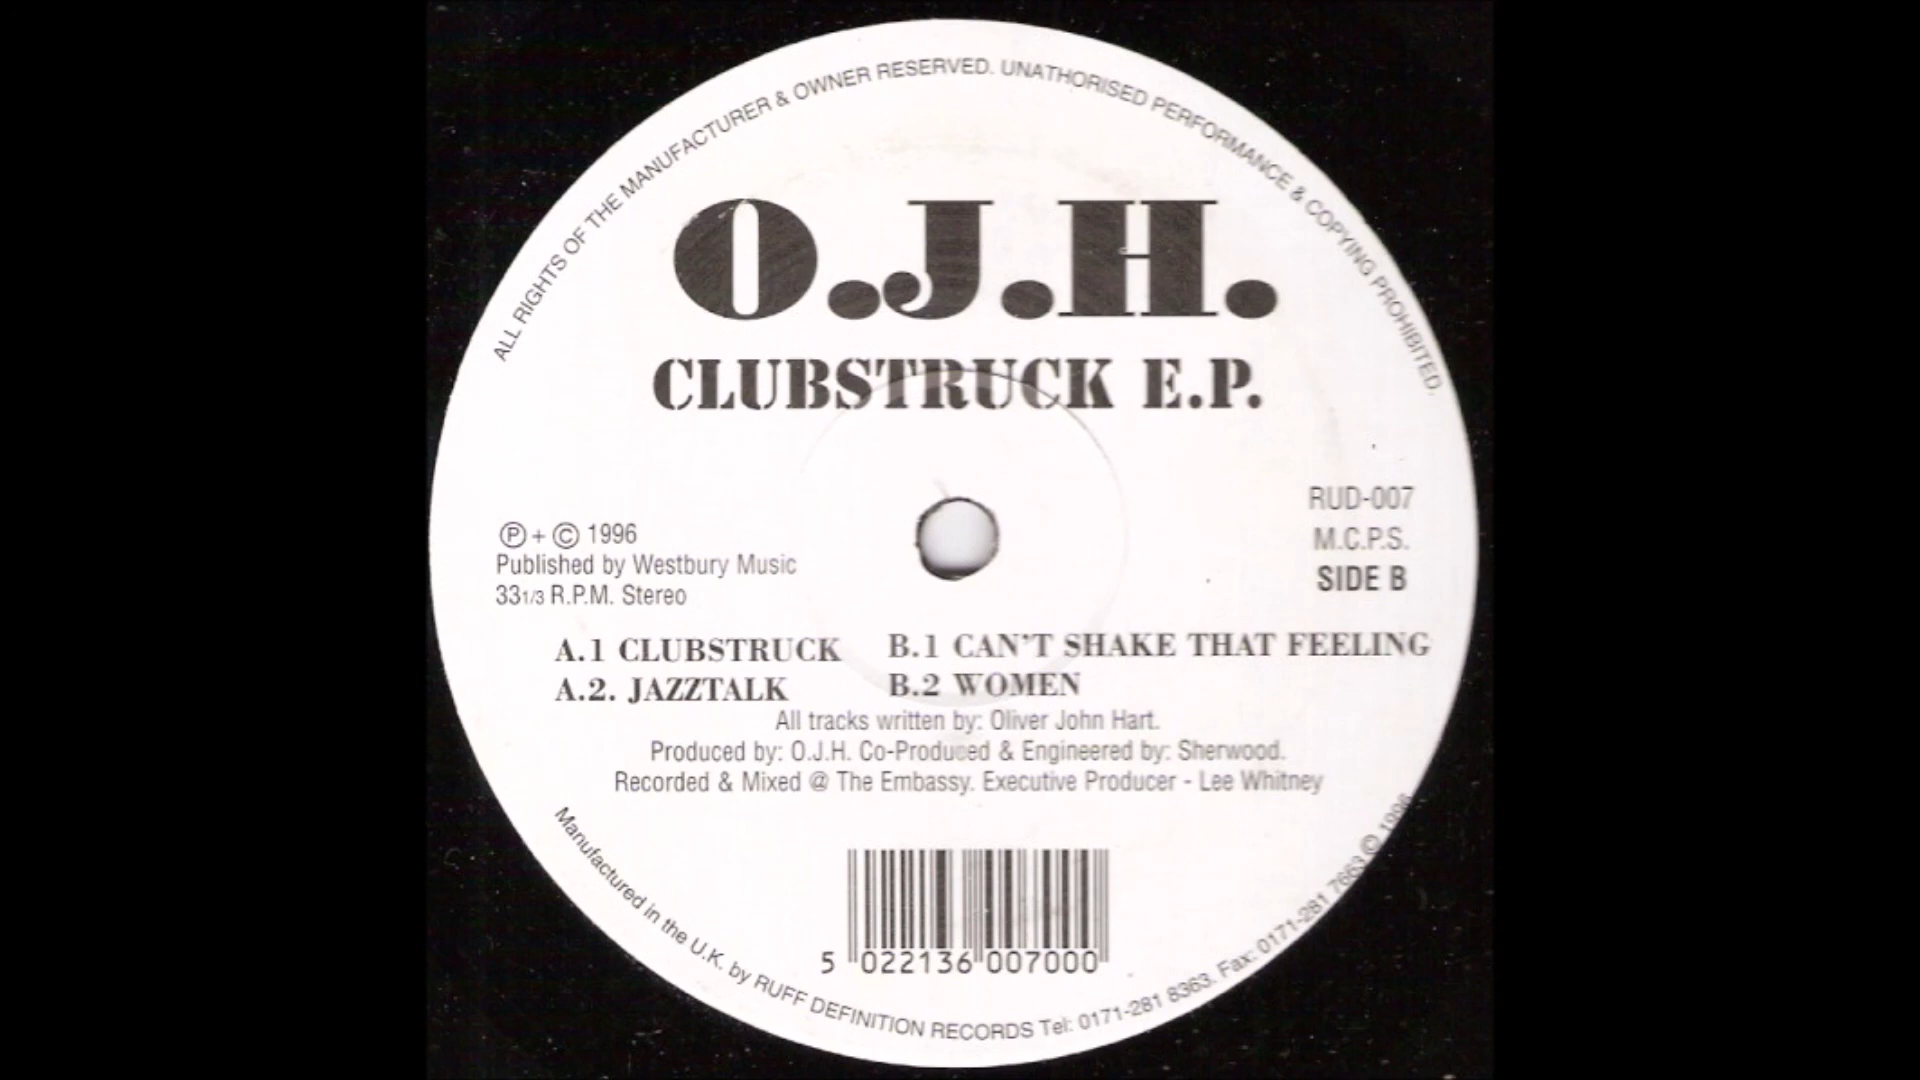 ALL RIGHTS OF THE MANUFACTURER & OWNER RESERVED. UNATHORISED PERFORMANCE & COPYING PROHIBITED.
O.J.H.
CLUBSTRUCK E.P.
RUD-007
M.C.P.S.
SIDE B
℗ + © 1996
Published by Westbury Music
33 1/3 R.P.M. Stereo
A.1 CLUBSTRUCK
A.2. JAZZTALK
B.1 CAN'T SHAKE THAT FEELING
B.2 WOMEN
All tracks written by: Oliver John Hart.
Produced by: O.J.H. Co-Produced & Engineered by: Sherwood.
Recorded & Mixed @ The Embassy. Executive Producer - Lee Whitney
5 022136 007000
Manufactured in the U.K. by RUFF DEFINITION RECORDS Tel: 0171-281 8363. Fax: 0171-281 7663 © 1996